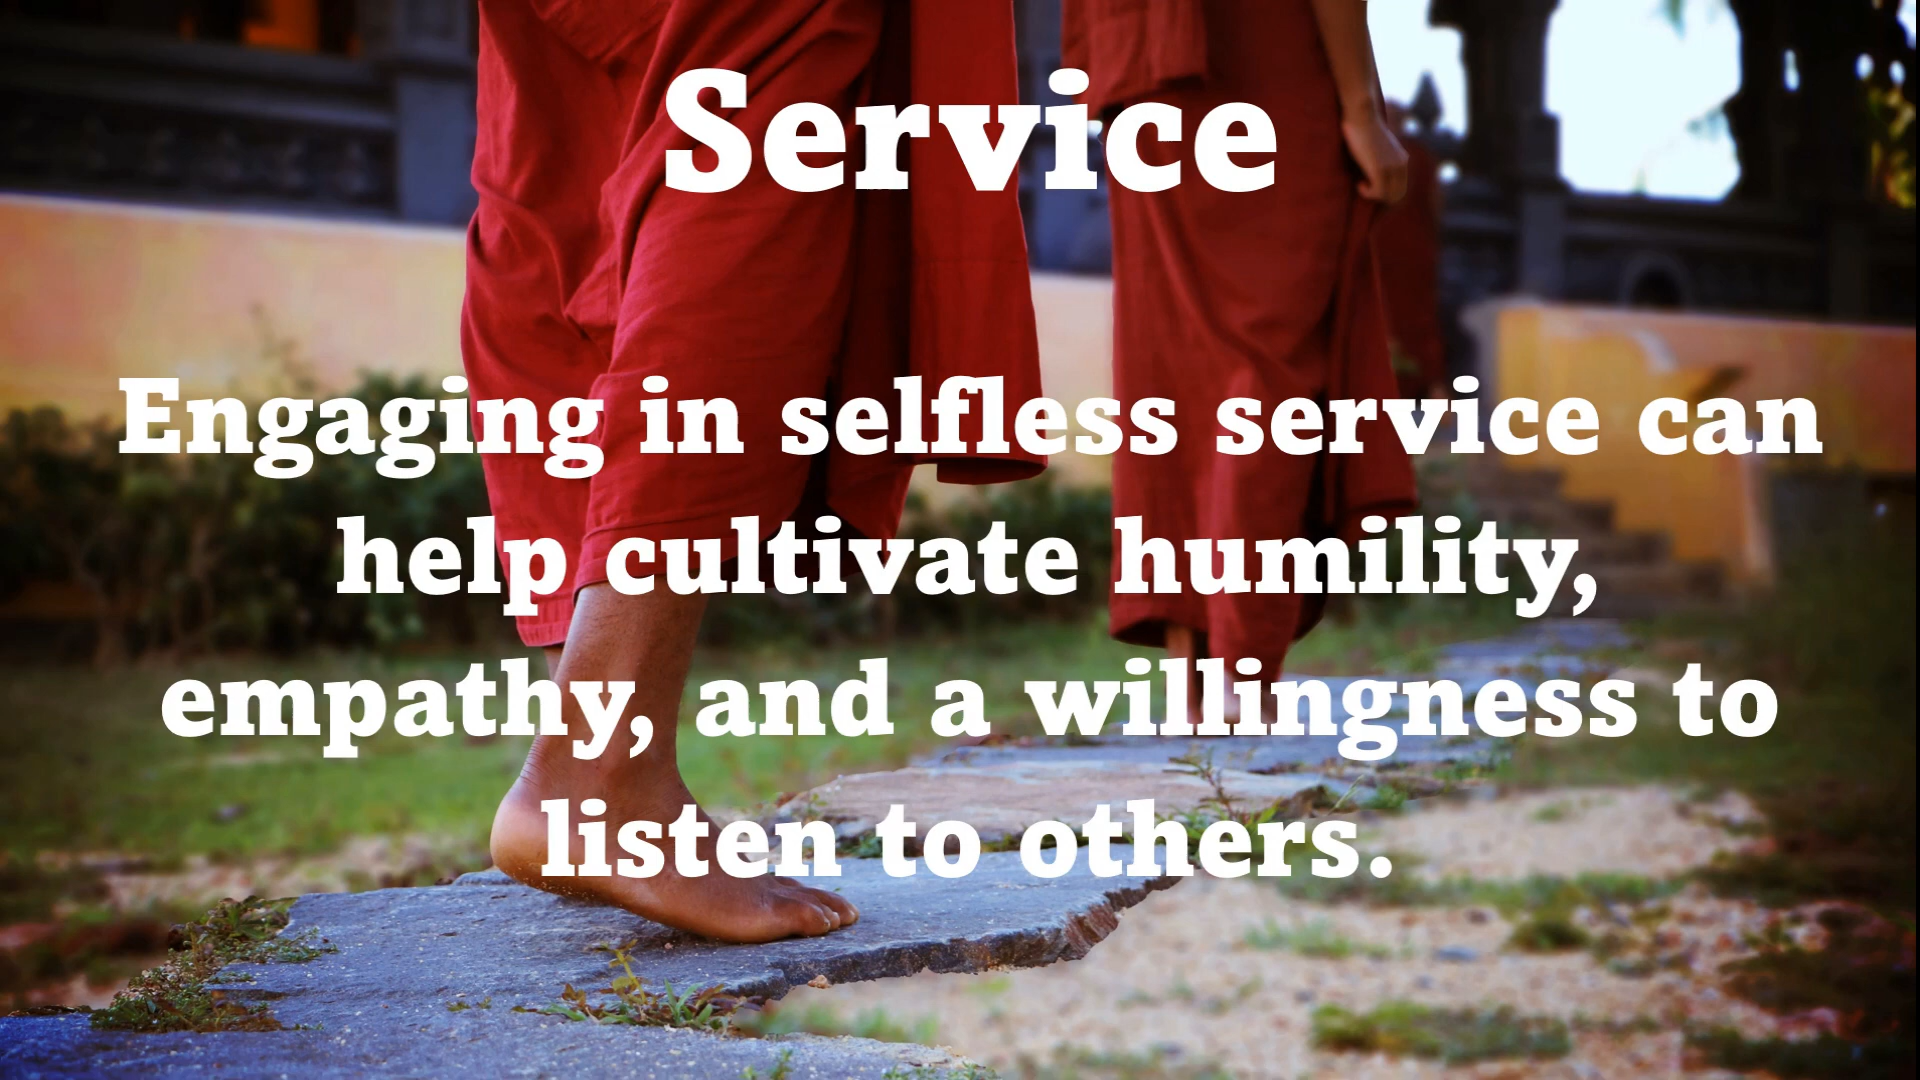 Service
Engaging in selfless service can
help cultivate humility,
empathy, and a willingness to
listen to others.